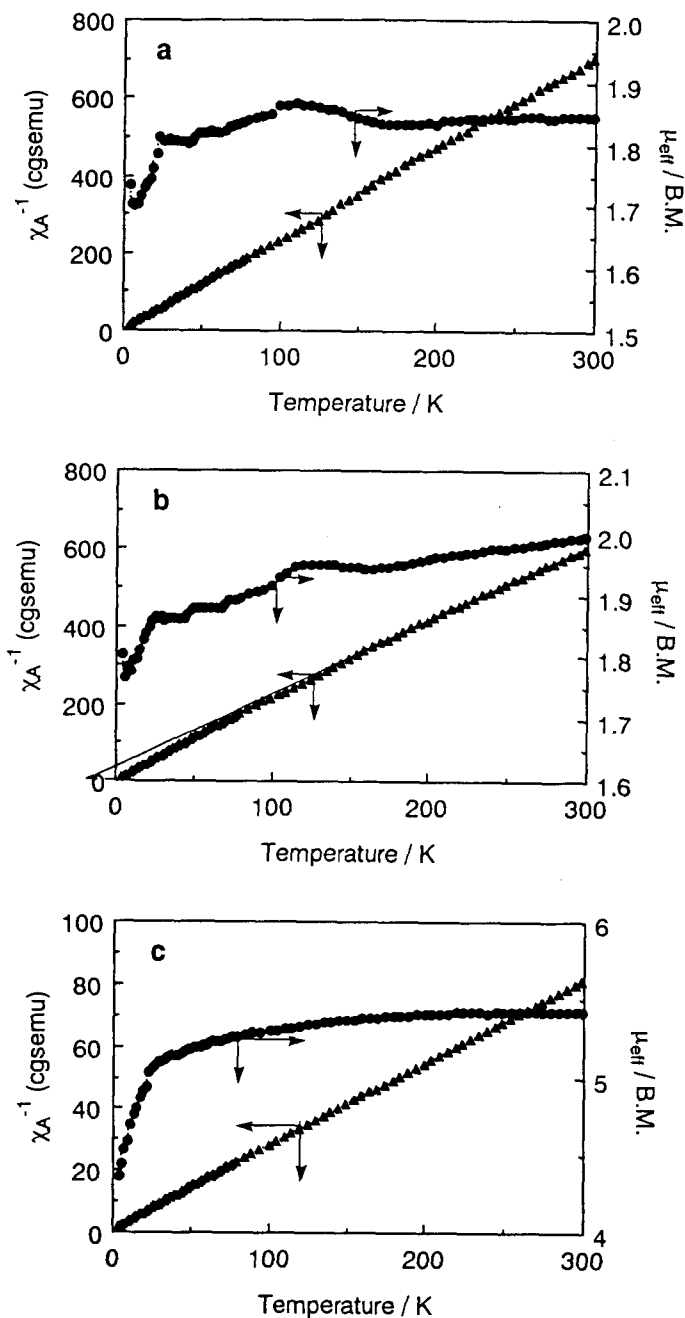 a
800
600
400
200
0
χA⁻¹ (cgsemu)
2.0
1.9
1.8
1.7
1.6
1.5
μeff / B.M.
0 100 200 300
Temperature / K
b
800
600
400
200
0
χA⁻¹ (cgsemu)
2.1
2.0
1.9
1.8
1.7
1.6
μeff / B.M.
0 100 200 300
Temperature / K
c
100
80
60
40
20
0
χA⁻¹ (cgsemu)
6
5
4
μeff / B.M.
0 100 200 300
Temperature / K